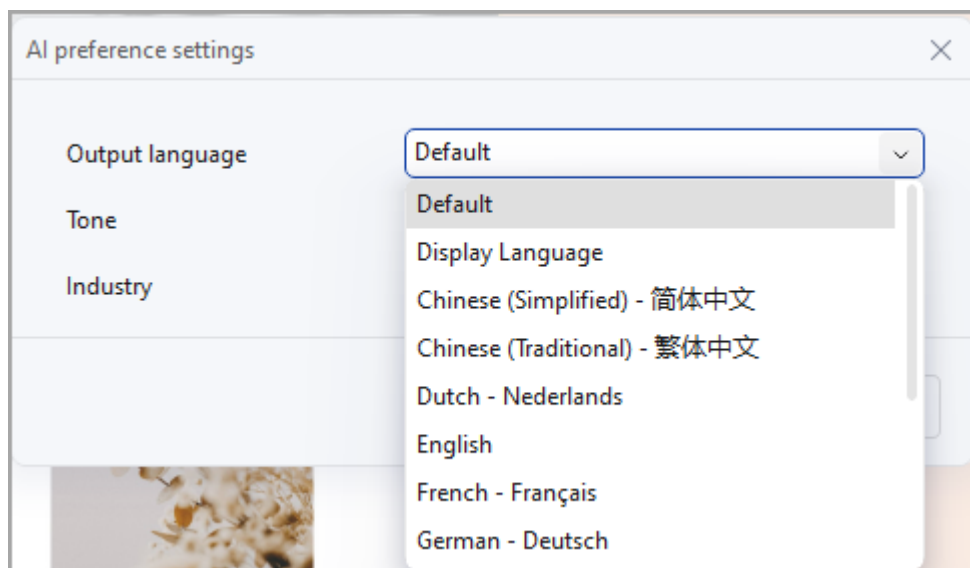 AI preference settings
Output language
Default
Tone
Industry
Default
Display Language
Chinese (Simplified) - 简体中文
Chinese (Traditional) - 繁体中文
Dutch - Nederlands
English
French - Français
German - Deutsch